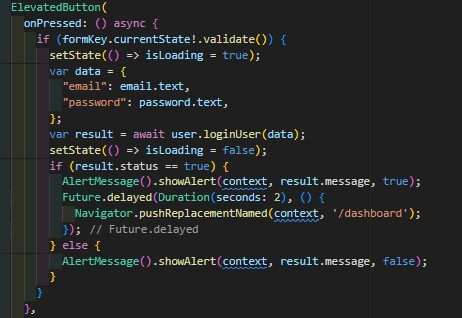 ElevatedButton(
  onPressed: () async {
    if (formKey.currentState!.validate()) {
      setState(() => isLoading = true);
      var data = {
        "email": email.text,
        "password": password.text,
      };
      var result = await user.loginUser(data);
      setState(() => isLoading = false);
      if (result.status == true) {
        AlertMessage().showAlert(context, result.message, true);
        Future.delayed(Duration(seconds: 2), () {
          Navigator.pushReplacementNamed(context, '/dashboard');
        }); // Future.delayed
      } else {
        AlertMessage().showAlert(context, result.message, false);
      }
    }
  },